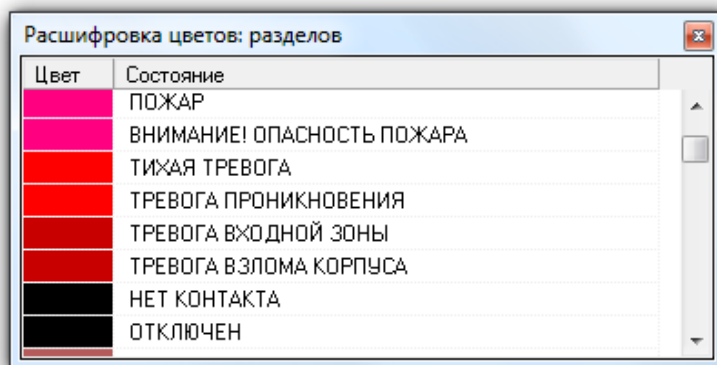 Расшифровка цветов: разделов
Цвет Состояние
ПОЖАР
ВНИМАНИЕ! ОПАСНОСТЬ ПОЖАРА
ТИХАЯ ТРЕВОГА
ТРЕВОГА ПРОНИКНОВЕНИЯ
ТРЕВОГА ВХОДНОЙ ЗОНЫ
ТРЕВОГА ВЗЛОМА КОРПУСА
НЕТ КОНТАКТА
ОТКЛЮЧЕН